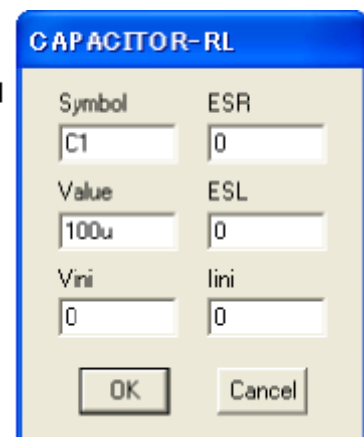 CAPACITOR-RL
Symbol ESR
C1 0
Value ESL
100u 0
Vini Iini
0 0
OK Cancel